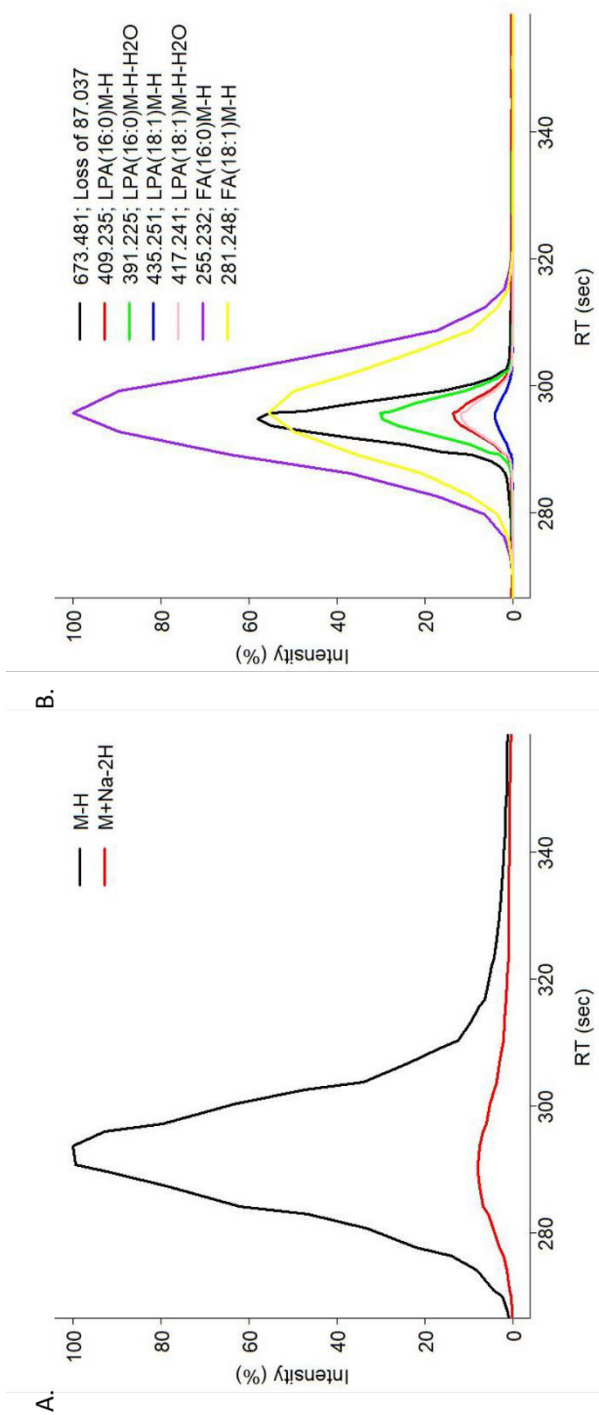 A.
Intensity (%)
100
80
60
40
20
0
M-H
M+Na-2H
280
300
320
340
RT (sec)
B.
Intensity (%)
100
80
60
40
20
0
673.481; Loss of 87.037
409.235; LPA(16:0)M-H
391.225; LPA(16:0)M-H-H2O
435.251; LPA(18:1)M-H
417.241; LPA(18:1)M-H-H2O
255.232; FA(16:0)M-H
281.248; FA(18:1)M-H
280
300
320
340
RT (sec)